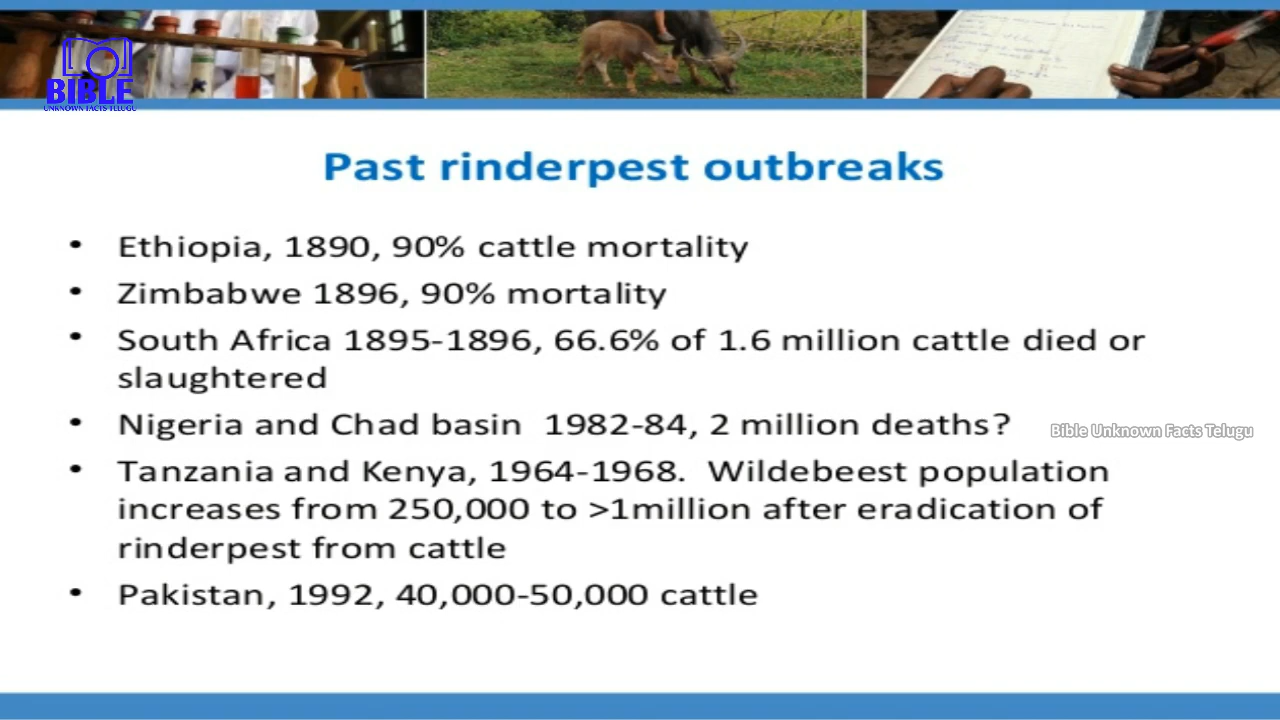 BIBLE
UNKNOWN FACTS TELUGU
Past rinderpest outbreaks
• Ethiopia, 1890, 90% cattle mortality
• Zimbabwe 1896, 90% mortality
• South Africa 1895-1896, 66.6% of 1.6 million cattle died or
slaughtered
• Nigeria and Chad basin 1982-84, 2 million deaths?
Bible Unknown Facts Telugu
• Tanzania and Kenya, 1964-1968. Wildebeest population
increases from 250,000 to >1million after eradication of
rinderpest from cattle
• Pakistan, 1992, 40,000-50,000 cattle